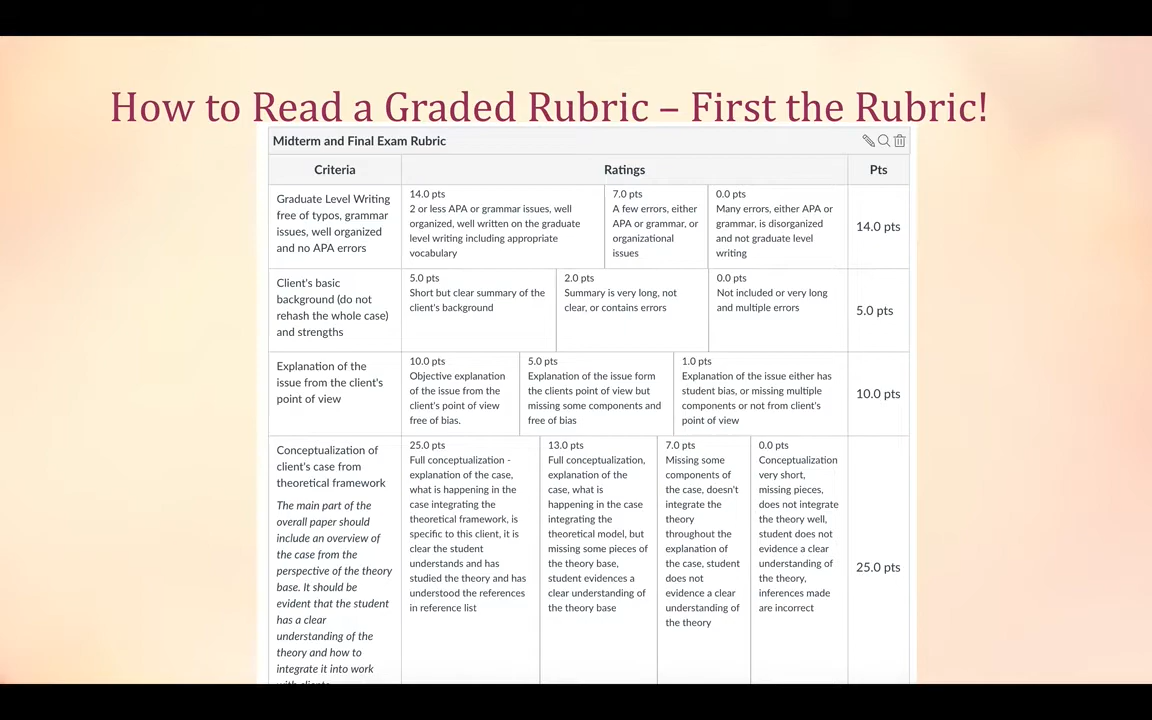 How to Read a Graded Rubric – First the Rubric!
Midterm and Final Exam Rubric
Criteria
Ratings
Pts
Graduate Level Writing
free of typos, grammar
issues, well organized
and no APA errors
14.0 pts
2 or less APA or grammar issues, well
organized, well written on the graduate
level writing including appropriate
vocabulary
7.0 pts
A few errors, either
APA or grammar, or
organizational
issues
0.0 pts
Many errors, either APA or
grammar, is disorganized
and not graduate level
writing
14.0 pts
Client's basic
background (do not
rehash the whole case)
and strengths
5.0 pts
Short but clear summary of the
client's background
2.0 pts
Summary is very long, not
clear, or contains errors
0.0 pts
Not included or very long
and multiple errors
5.0 pts
Explanation of the
issue from the client's
point of view
10.0 pts
Objective explanation
of the issue from the
client's point of view
free of bias.
5.0 pts
Explanation of the issue form
the clients point of view but
missing some components and
free of bias
1.0 pts
Explanation of the issue either has
student bias, or missing multiple
components or not from client's
point of view
10.0 pts
Conceptualization of
client's case from
theoretical framework
The main part of the
overall paper should
include an overview of
the case from the
perspective of the theory
base. It should be
evident that the student
has a clear
understanding of the
theory and how to
integrate it into work
25.0 pts
Full conceptualization -
explanation of the case,
what is happening in the
case integrating the
theoretical framework, is
specific to this client, it is
clear the student
understands and has
studied the theory and has
understood the references
in reference list
13.0 pts
Full conceptualization,
explanation of the
case, what is
happening in the case
integrating the
theoretical model, but
missing some pieces of
the theory base,
student evidences a
clear understanding of
the theory base
7.0 pts
Missing some
components of
the case, doesn't
integrate the
theory
throughout the
explanation of
the case, student
does not
evidence a clear
understanding of
the theory
0.0 pts
Conceptualization
very short,
missing pieces,
does not integrate
the theory well,
student does not
evidence a clear
understanding of
the theory,
inferences made
are incorrect
25.0 pts